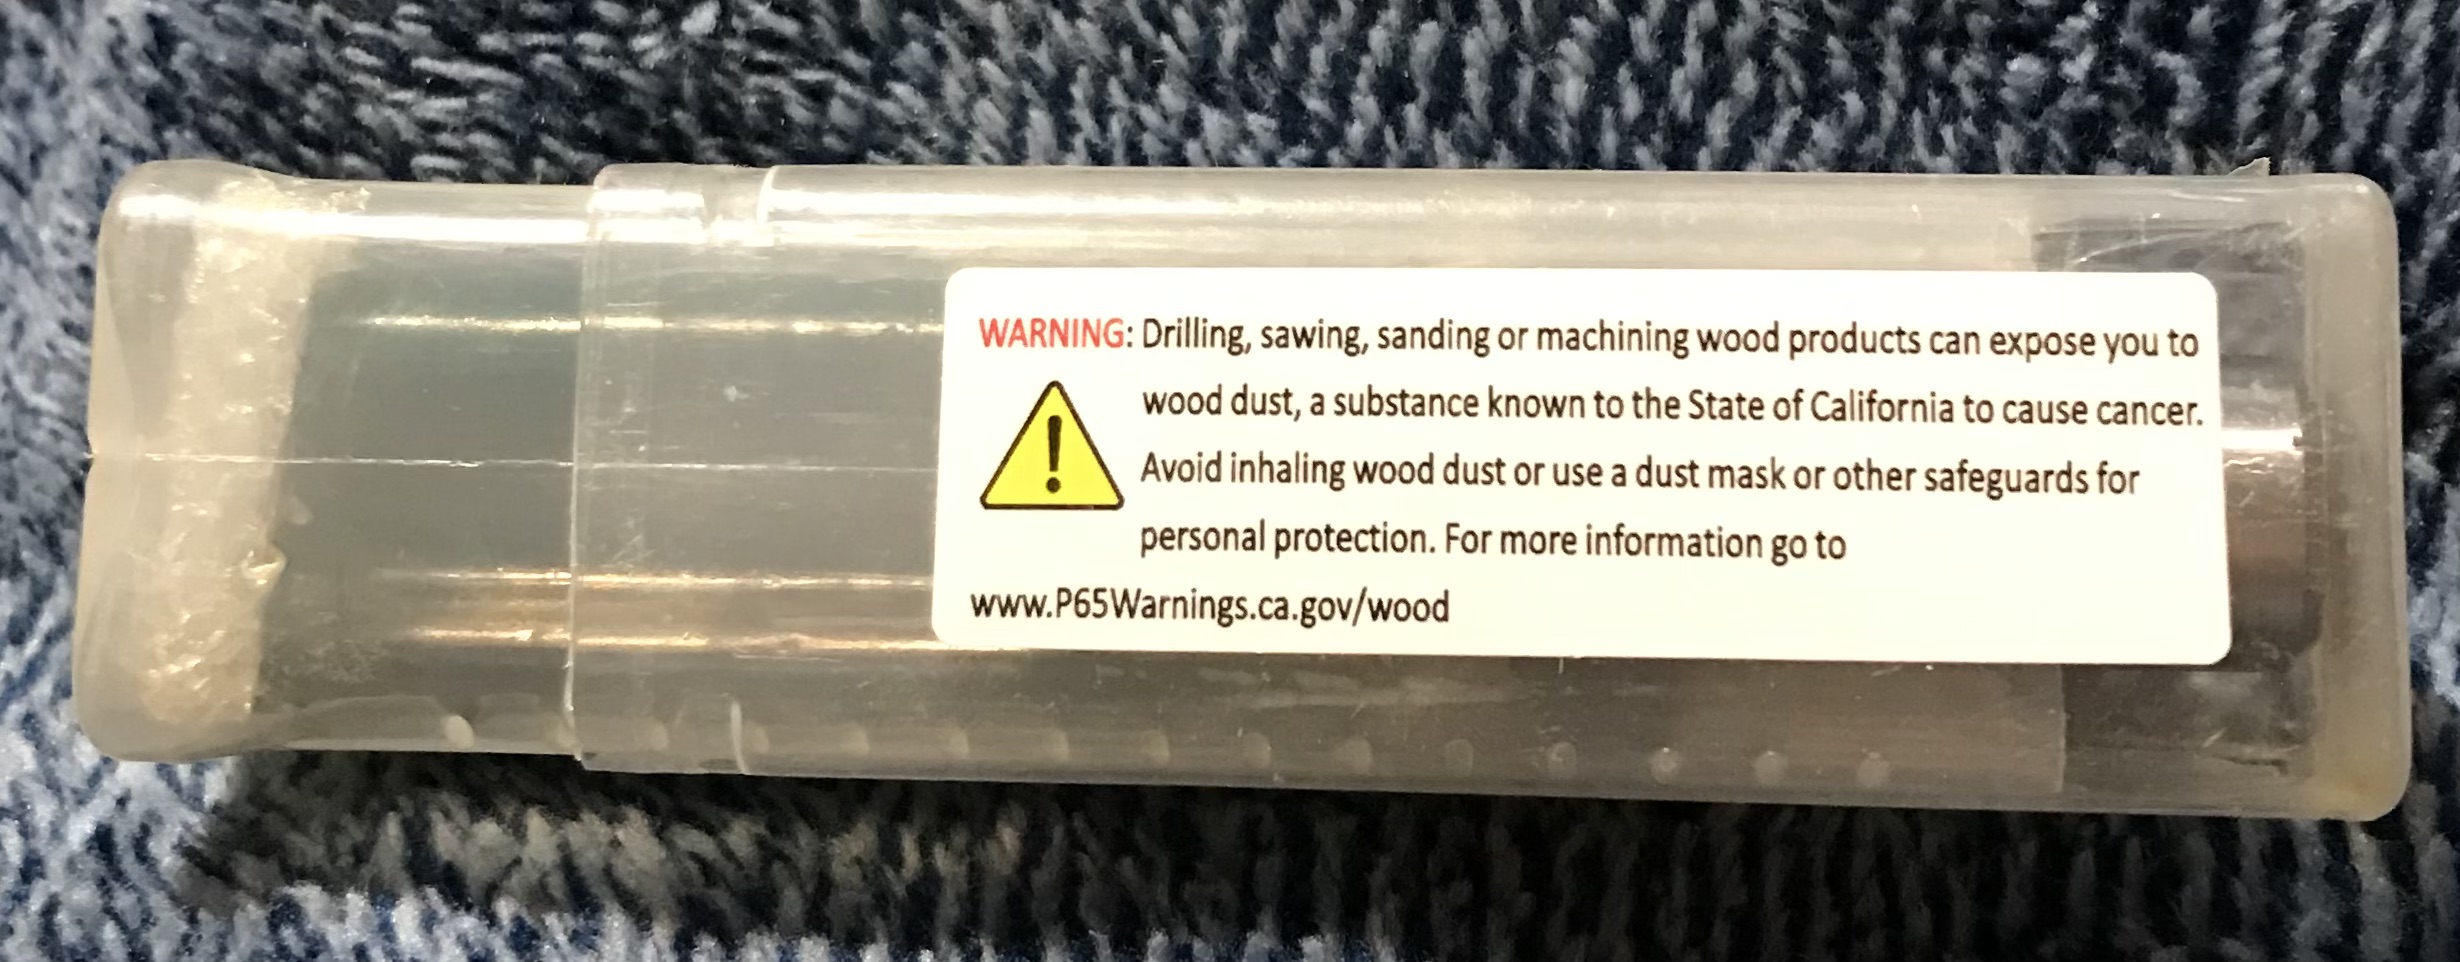 WARNING: Drilling, sawing, sanding or machining wood products can expose you to
wood dust, a substance known to the State of California to cause cancer.
Avoid inhaling wood dust or use a dust mask or other safeguards for
personal protection. For more information go to
www.P65Warnings.ca.gov/wood